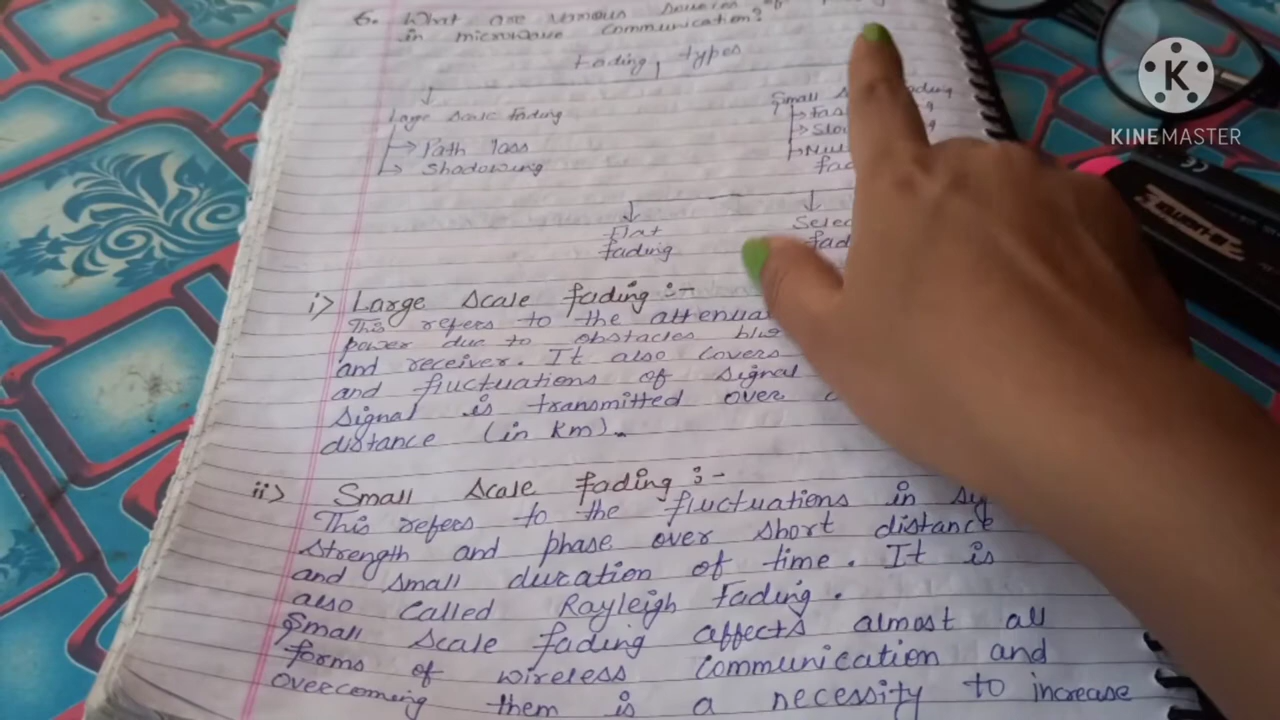 6. What are various sources of
in microwave communication?
fading, types
Large scale fading
Small fading
→ Path loss
→ Shadowing
Flat
fading
i> Large scale fading :-
This refers to the
power due to obstacles
and receiver. It also covers
and fluctuations of signal
signal is transmitted over
distance (in km).
ii> Small scale fading :-
This refers to the fluctuations in
strength and phase over short distance
and small duration of time. It is
also called Rayleigh fading.
Small scale fading affects almost all
forms of wireless communication and
overcoming them is a necessity to increase
K
KINEMASTER